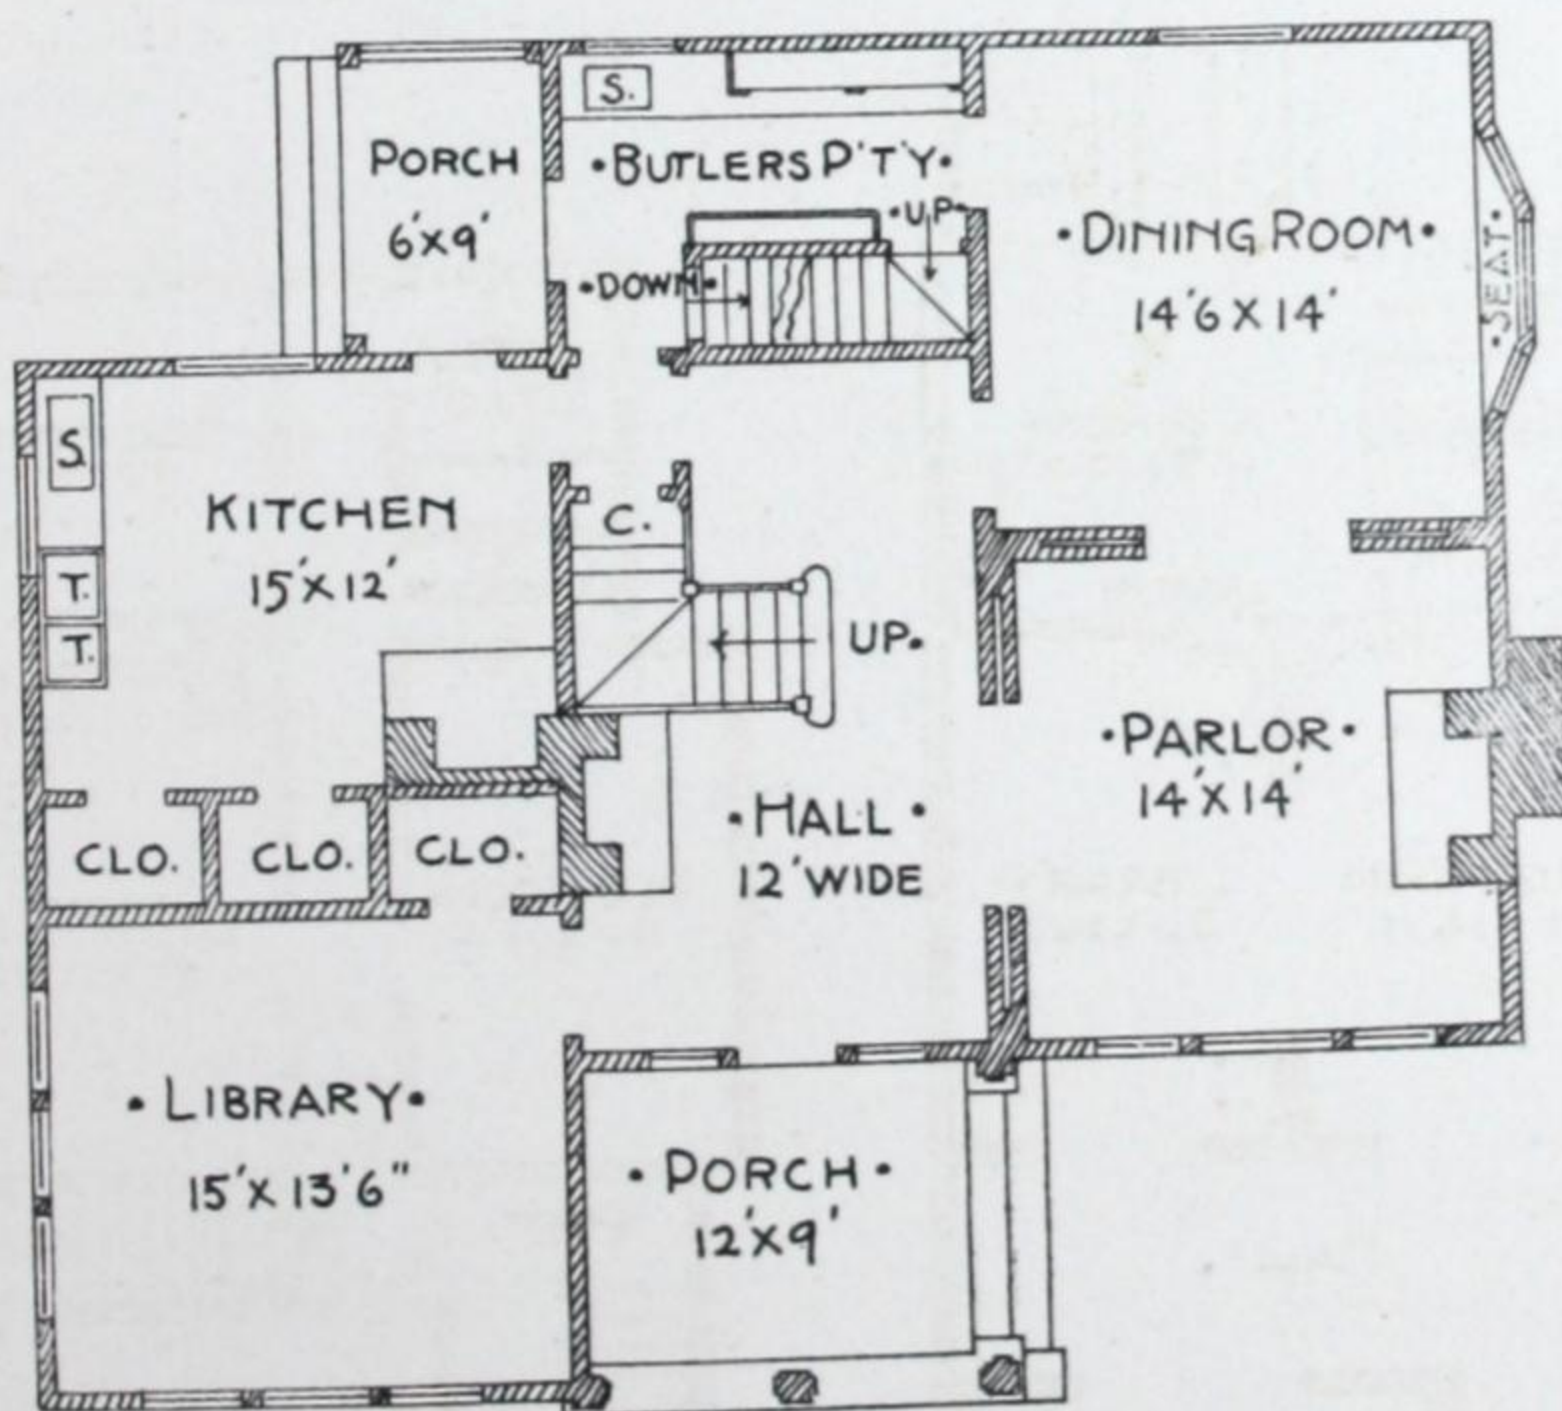 S.
PORCH
6'X9'
•BUTLERS P'T'Y•
•UP•
•DOWN•
•DINING ROOM•
14'6 X 14'
•SEAT•
S.
KITCHEN
15'X12'
T.
T.
C.
UP•
•PARLOR•
14'X14'
•HALL•
12'WIDE
CLO.
CLO.
CLO.
•LIBRARY•
15'X 13'6"
•PORCH•
12'X9'